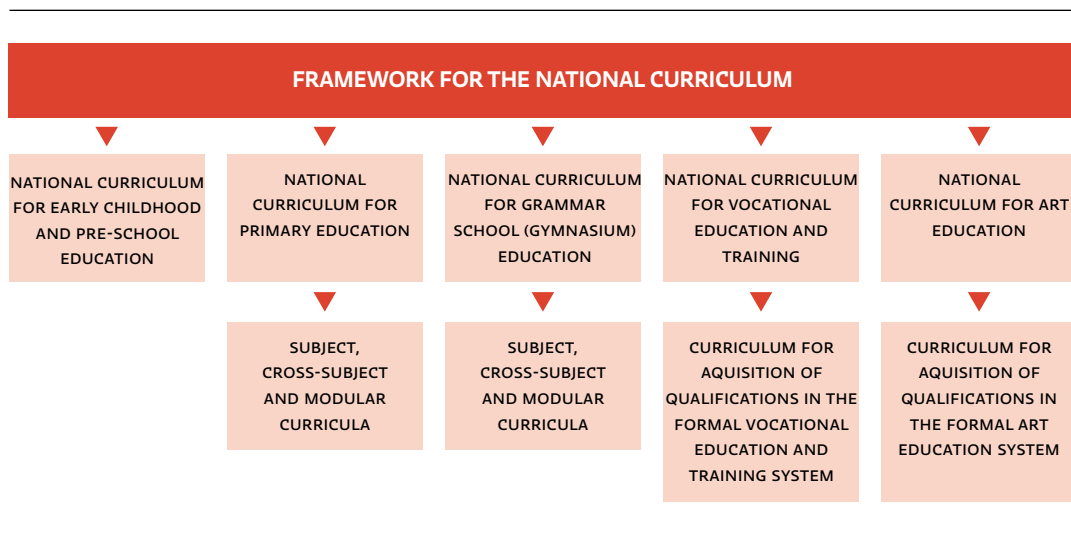 FRAMEWORK FOR THE NATIONAL CURRICULUM
NATIONAL CURRICULUM
FOR EARLY CHILDHOOD
AND PRE-SCHOOL
EDUCATION
NATIONAL
CURRICULUM FOR
PRIMARY EDUCATION
NATIONAL CURRICULUM
FOR GRAMMAR
SCHOOL (GYMNASIUM)
EDUCATION
NATIONAL CURRICULUM
FOR VOCATIONAL
EDUCATION AND
TRAINING
NATIONAL
CURRICULUM FOR ART
EDUCATION
SUBJECT,
CROSS-SUBJECT
AND MODULAR
CURRICULA
SUBJECT,
CROSS-SUBJECT
AND MODULAR
CURRICULA
CURRICULUM FOR
AQUISITION OF
QUALIFICATIONS IN THE
FORMAL VOCATIONAL
EDUCATION AND
TRAINING SYSTEM
CURRICULUM FOR
AQUISITION OF
QUALIFICATIONS IN
THE FORMAL ART
EDUCATION SYSTEM